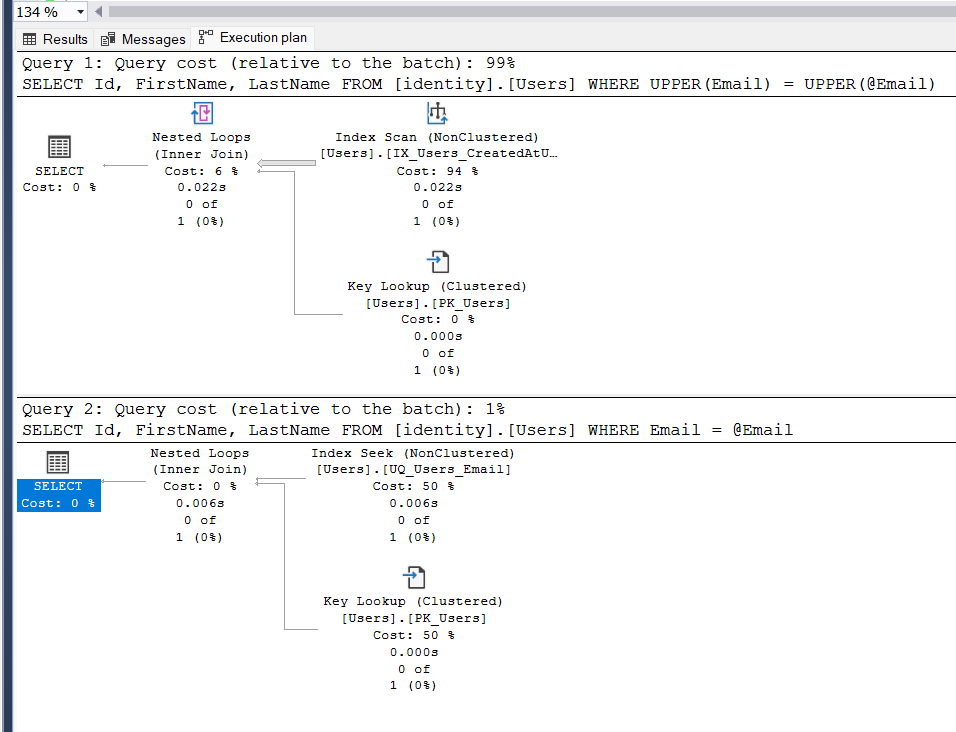 134 %
Results Messages Execution plan
Query 1: Query cost (relative to the batch): 99%
SELECT Id, FirstName, LastName FROM [identity].[Users] WHERE UPPER(Email) = UPPER(@Email)
SELECT
Cost: 0 %
Nested Loops
(Inner Join)
Cost: 6 %
0.022s
0 of
1 (0%)
Index Scan (NonClustered)
[Users].[IX_Users_CreatedAtU…
Cost: 94 %
0.022s
0 of
1 (0%)
Key Lookup (Clustered)
[Users].[PK_Users]
Cost: 0 %
0.000s
0 of
1 (0%)
Query 2: Query cost (relative to the batch): 1%
SELECT Id, FirstName, LastName FROM [identity].[Users] WHERE Email = @Email
SELECT
Cost: 0 %
Nested Loops
(Inner Join)
Cost: 0 %
0.006s
0 of
1 (0%)
Index Seek (NonClustered)
[Users].[UQ_Users_Email]
Cost: 50 %
0.006s
0 of
1 (0%)
Key Lookup (Clustered)
[Users].[PK_Users]
Cost: 50 %
0.000s
0 of
1 (0%)